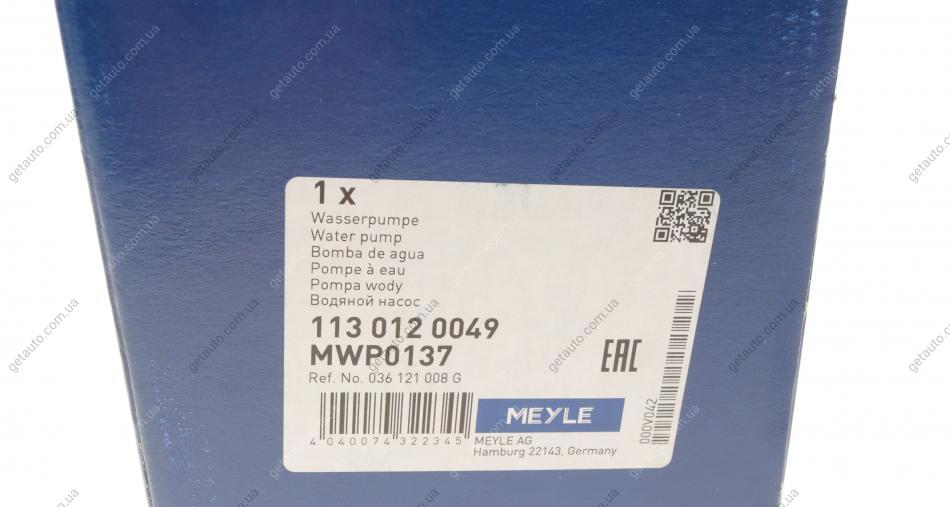 1 x
Wasserpumpe
Water pump
Bomba de agua
Pompe à eau
Pompa wody
Водяной насос
113 012 0049
MWP0137
Ref. No. 036 121 008 G
EAC
MEYLE
4 040074 322345
MEYLE AG
Hamburg 22143, Germany
000V042
getauto.com.ua